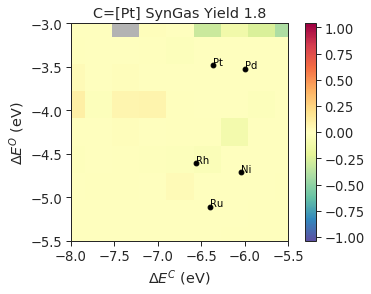 C=[Pt] SynGas Yield 1.8
−3.0
−3.5
−4.0
−4.5
−5.0
−5.5
ΔE^O (eV)
Pt
Pd
Rh
Ni
Ru
−8.0 −7.5 −7.0 −6.5 −6.0 −5.5
ΔE^C (eV)
1.00
0.75
0.50
0.25
0.00
−0.25
−0.50
−0.75
−1.00